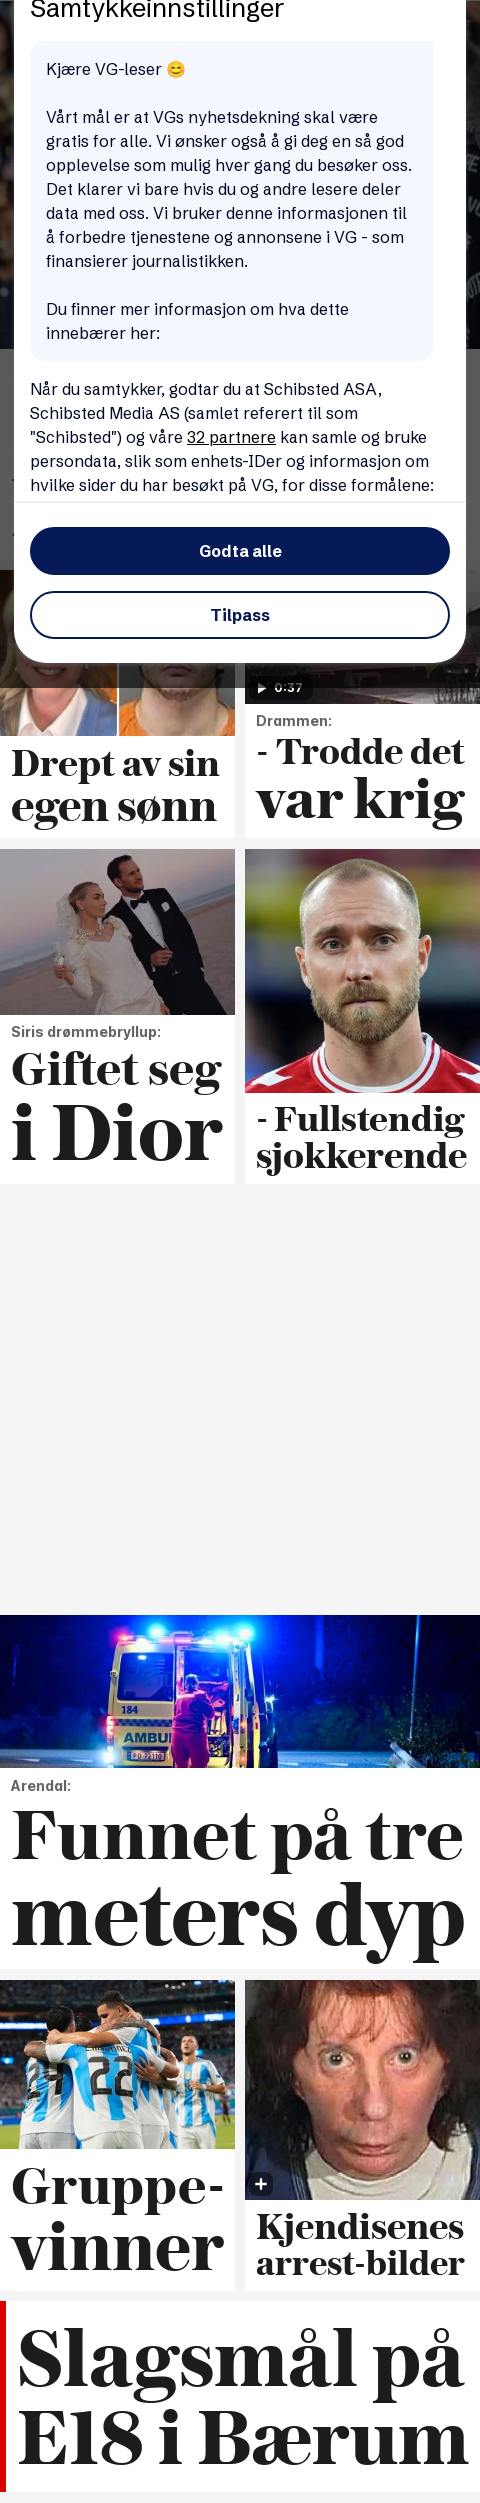 Samtykkeinnstillinger
Kjære VG-leser 😊
Vårt mål er at VGs nyhetsdekning skal være
gratis for alle. Vi ønsker også å gi deg en så god
opplevelse som mulig hver gang du besøker oss.
Det klarer vi bare hvis du og andre lesere deler
data med oss. Vi bruker denne informasjonen til
å forbedre tjenestene og annonsene i VG - som
finansierer journalistikken.
Du finner mer informasjon om hva dette
innebærer her:
Når du samtykker, godtar du at Schibsted ASA,
Schibsted Media AS (samlet referert til som
"Schibsted") og våre 32 partnere kan samle og bruke
persondata, slik som enhets-IDer og informasjon om
hvilke sider du har besøkt på VG, for disse formålene:
Godta alle
Tilpass
Drept av sin
egen sønn
0:37
Drammen:
- Trodde det
var krig
Siris drømmebryllup:
Giftet seg
i Dior
- Fullstendig
sjokkerende
184
AMBU
Arendal:
Funnet på tre
meters dyp
24
22
Gruppe-
vinner
Kjendisenes
arrest-bilder
Slagsmål på
E18 i Bærum